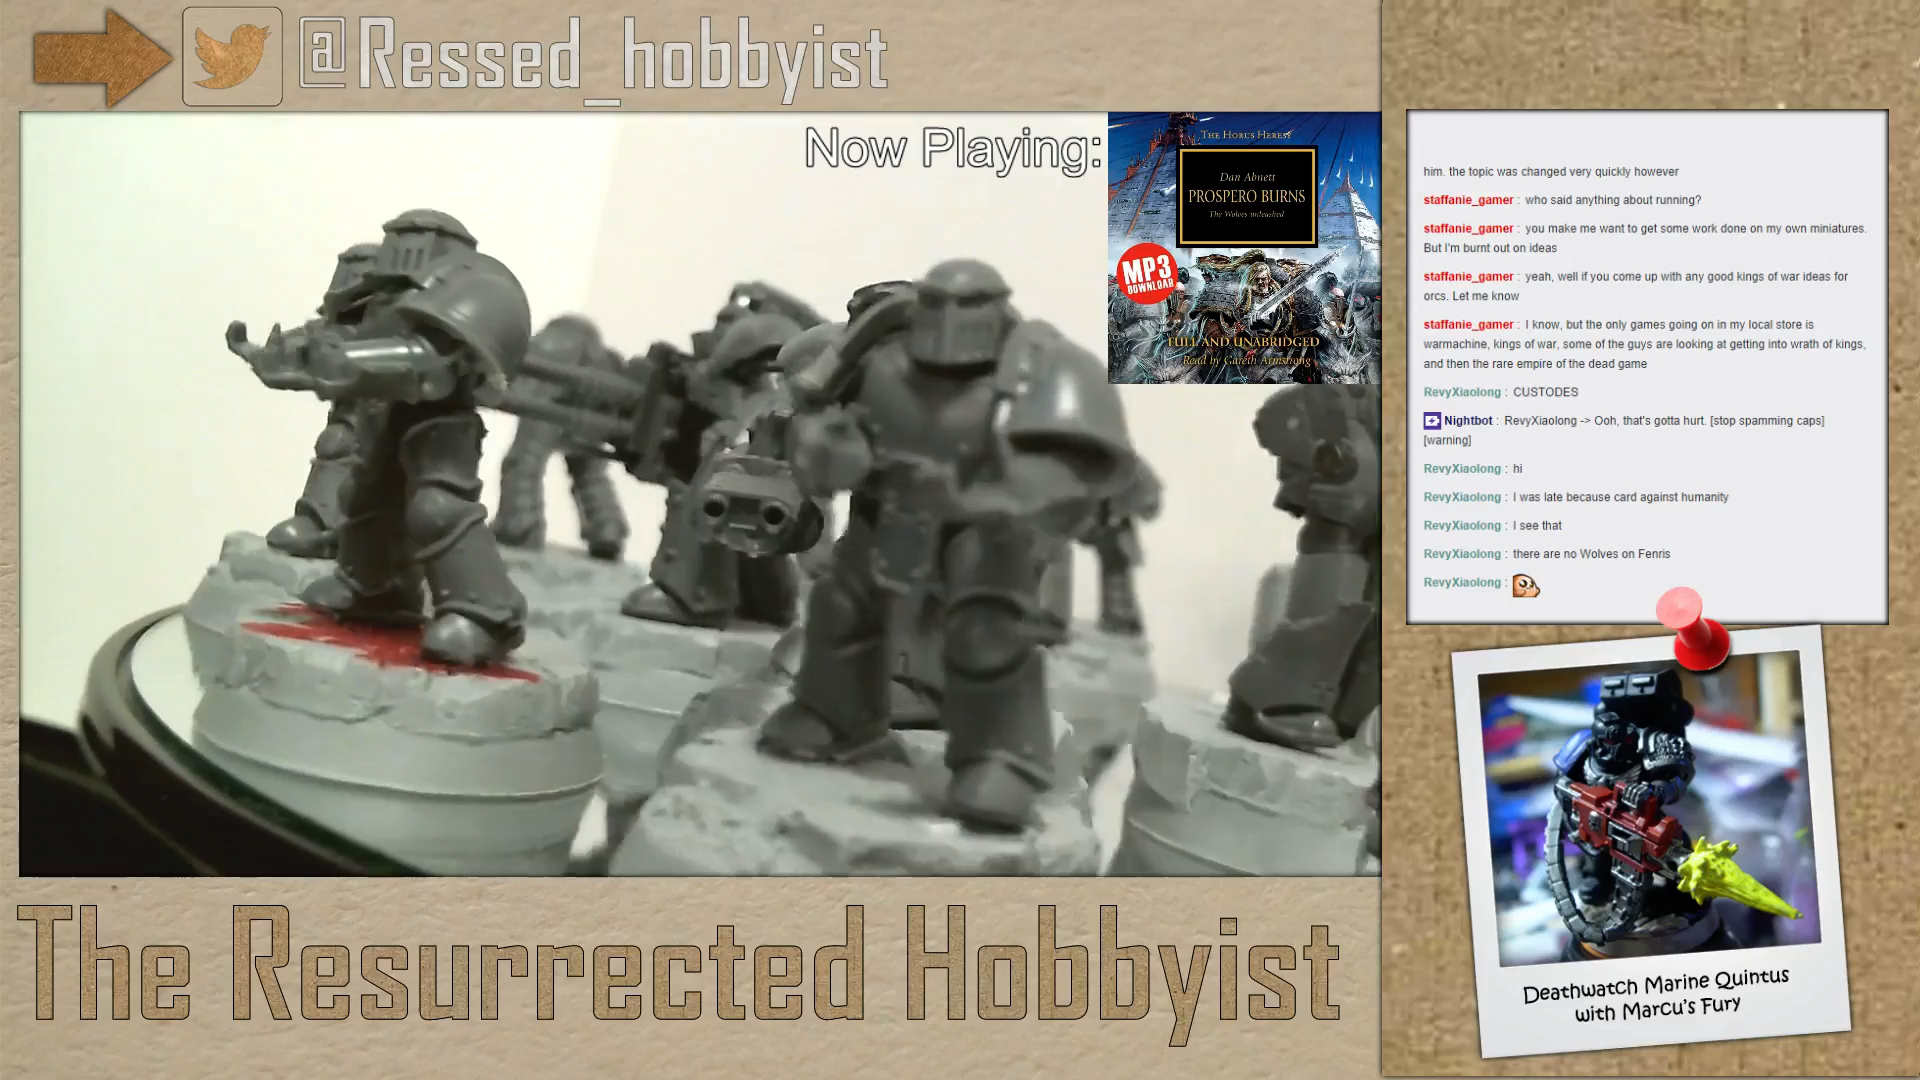 @Ressed_hobbyist
Now Playing:
THE HORUS HERESY
Dan Abnett
PROSPERO BURNS
The Wolves unleashed
MP3
DOWNLOAD
FULL AND UNABRIDGED
Read by Gareth Armstrong
him. the topic was changed very quickly however
staffanie_gamer : who said anything about running?
staffanie_gamer : you make me want to get some work done on my own miniatures.
But I'm burnt out on ideas
staffanie_gamer : yeah, well if you come up with any good kings of war ideas for
orcs. Let me know
staffanie_gamer : I know, but the only games going on in my local store is
warmachine, kings of war, some of the guys are looking at getting into wrath of kings,
and then the rare empire of the dead game
RevyXiaolong : CUSTODES
Nightbot : RevyXiaolong -> Ooh, that's gotta hurt. [stop spamming caps]
[warning]
RevyXiaolong : hi
RevyXiaolong : I was late because card against humanity
RevyXiaolong : I see that
RevyXiaolong : there are no Wolves on Fenris
RevyXiaolong :
Deathwatch Marine Quintus
with Marcu's Fury
The Resurrected Hobbyist